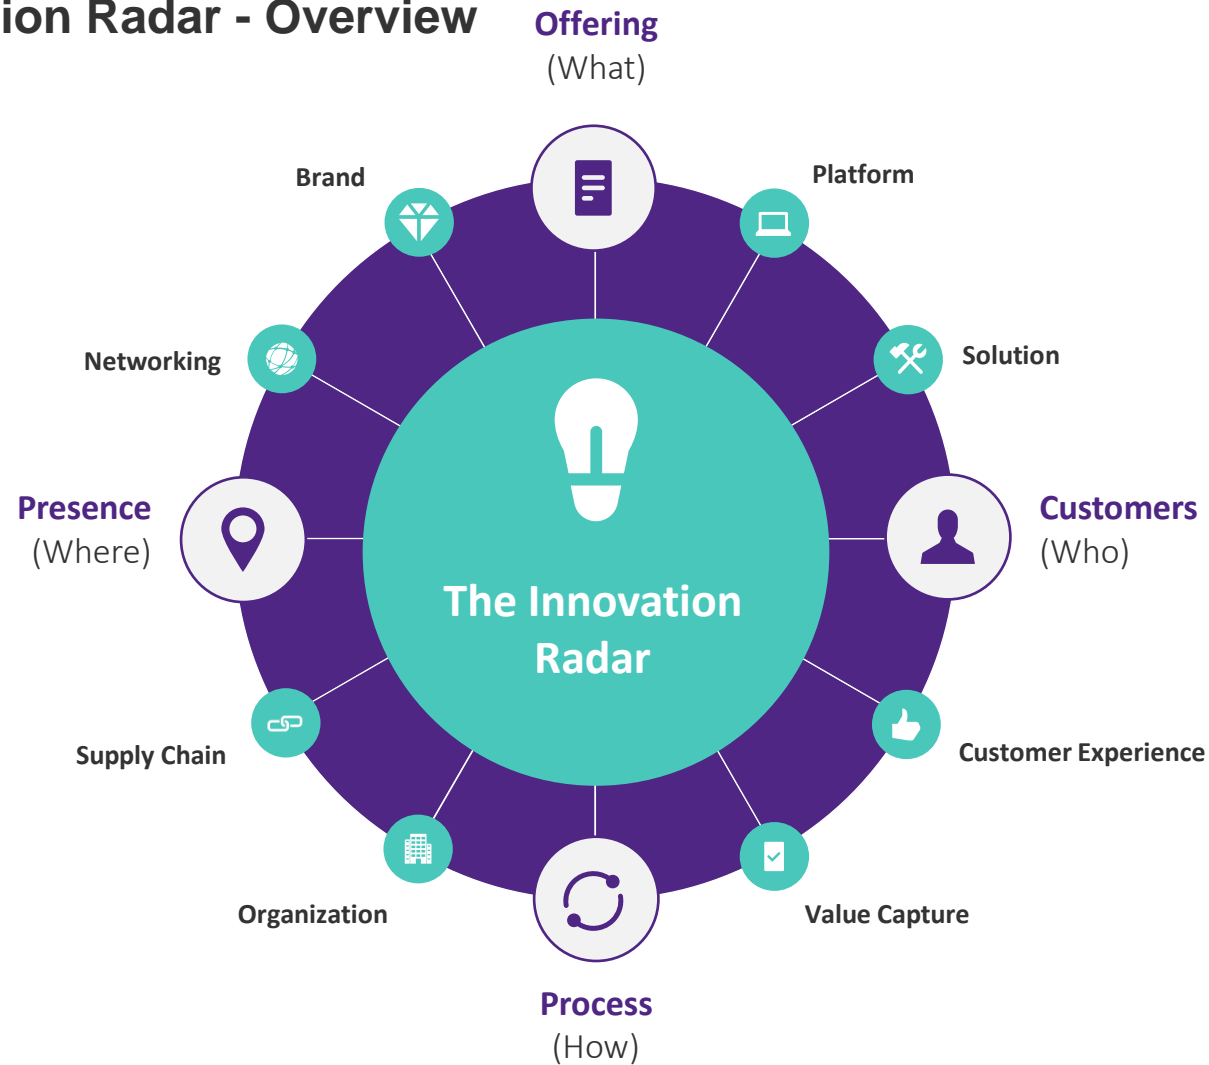 ion Radar - Overview
Offering
(What)
Brand
Platform
Networking
Solution
Presence
(Where)
Customers
(Who)
The Innovation
Radar
Supply Chain
Customer Experience
Organization
Value Capture
Process
(How)